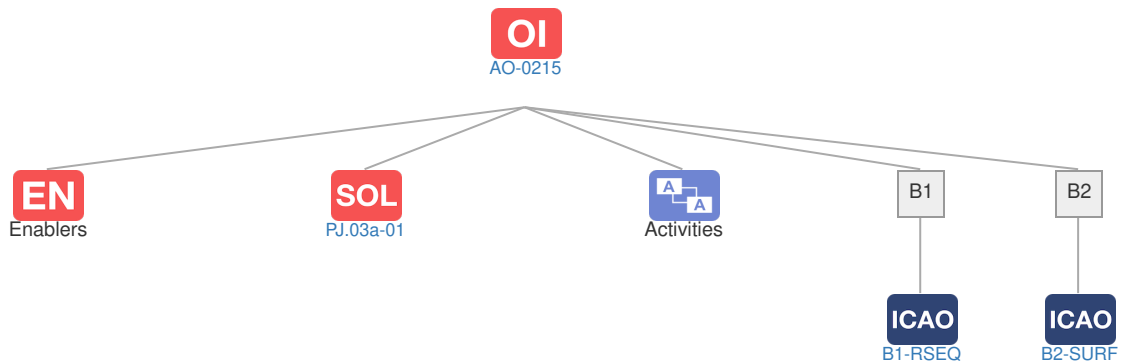 OI
AO-0215
EN
Enablers
SOL
PJ.03a-01
A
A
Activities
B1
B2
ICAO
B1-RSEQ
ICAO
B2-SURF